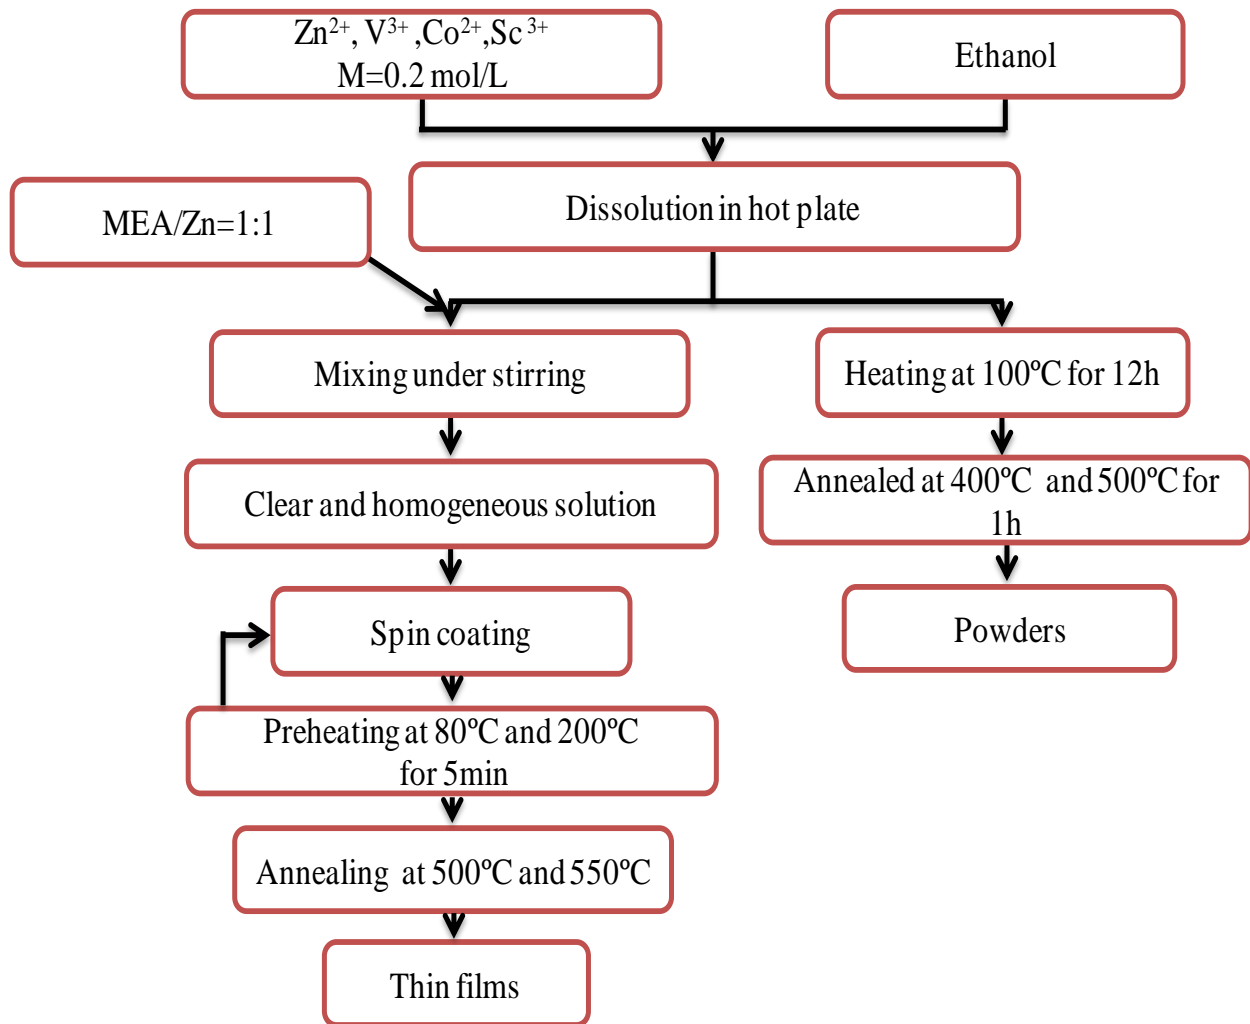 Zn²⁺, V³⁺ ,Co²⁺,Sc ³⁺
M=0.2 mol/L
Ethanol
Dissolution in hot plate
MEA/Zn=1:1
Mixing under stirring
Heating at 100ºC for 12h
Clear and homogeneous solution
Annealed at 400ºC and 500ºC for
1h
Spin coating
Powders
Preheating at 80ºC and 200ºC
for 5min
Annealing at 500ºC and 550ºC
Thin films